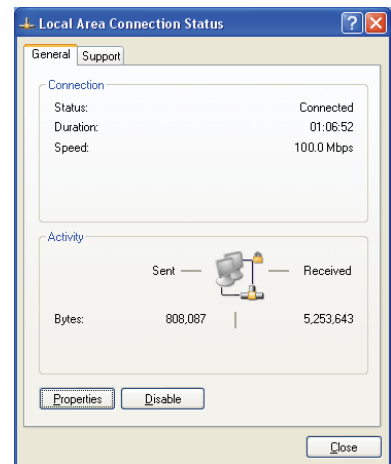 Local Area Connection Status
General Support
Connection
Status: Connected
Duration: 01:06:52
Speed: 100.0 Mbps
Activity
Sent Received
Bytes: 808,087 5,253,643
Properties Disable
Close